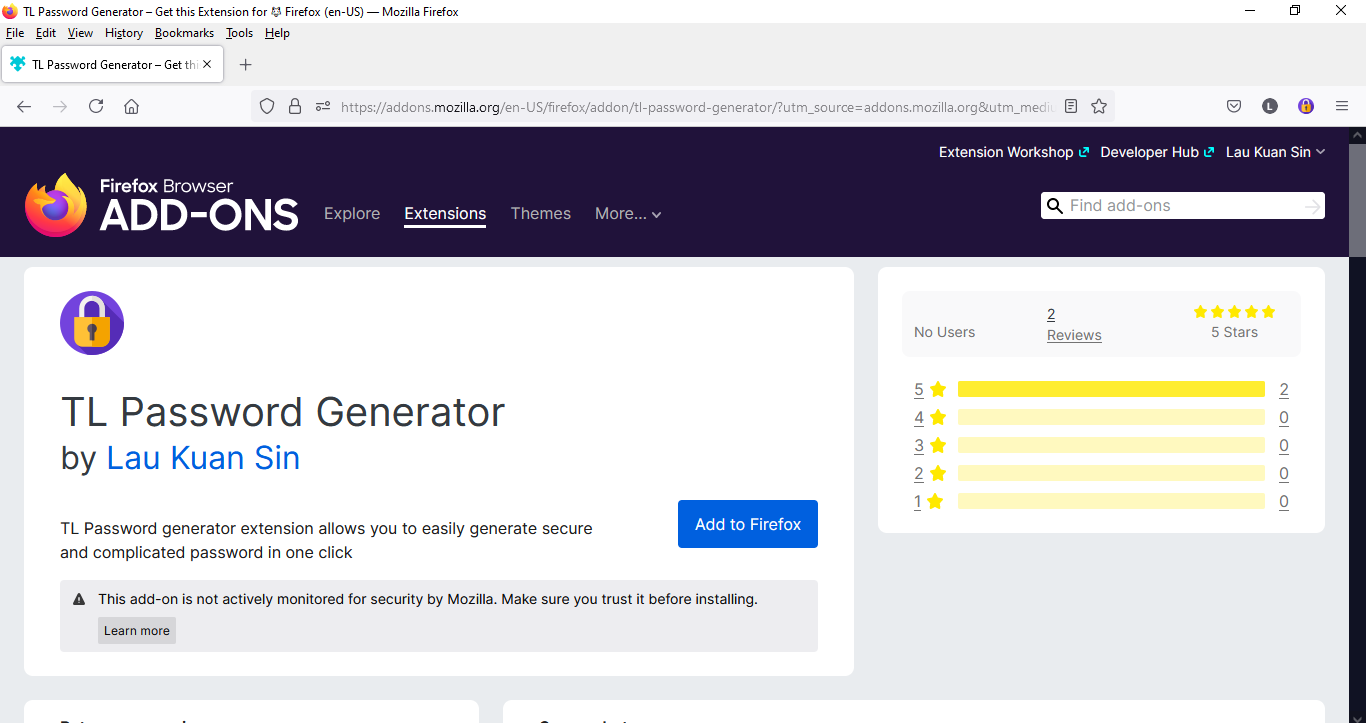 TL Password Generator – Get this Extension for 🦊 Firefox (en-US) — Mozilla Firefox
File Edit View History Bookmarks Tools Help
TL Password Generator – Get thi
https://addons.mozilla.org/en-US/firefox/addon/tl-password-generator/?utm_source=addons.mozilla.org&utm_mediu
L
Extension Workshop Developer Hub Lau Kuan Sin
Firefox Browser
ADD-ONS
Explore Extensions Themes More...
Find add-ons
TL Password Generator
by Lau Kuan Sin
TL Password generator extension allows you to easily generate secure
and complicated password in one click
Add to Firefox
This add-on is not actively monitored for security by Mozilla. Make sure you trust it before installing.
Learn more
No Users
2
Reviews
5 Stars
5 2
4 0
3 0
2 0
1 0